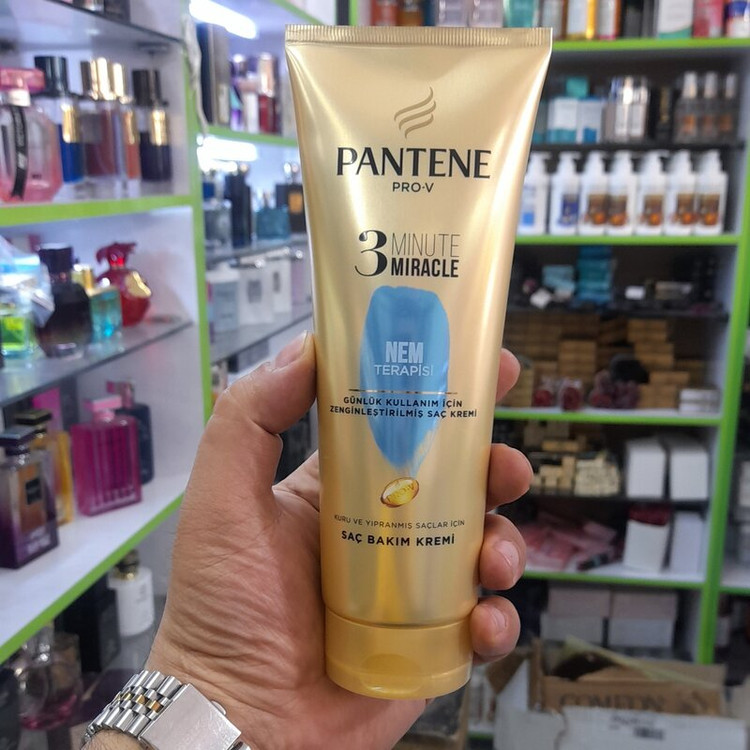 PANTENE
PRO-V
3 MINUTE
MIRACLE
NEM
TERAPİSİ
GÜNLÜK KULLANIM İÇİN
ZENGİNLEŞTİRİLMİŞ SAÇ KREMİ
KURU VE YIPRANMIŞ SAÇLAR İÇİN
SAÇ BAKIM KREMİ